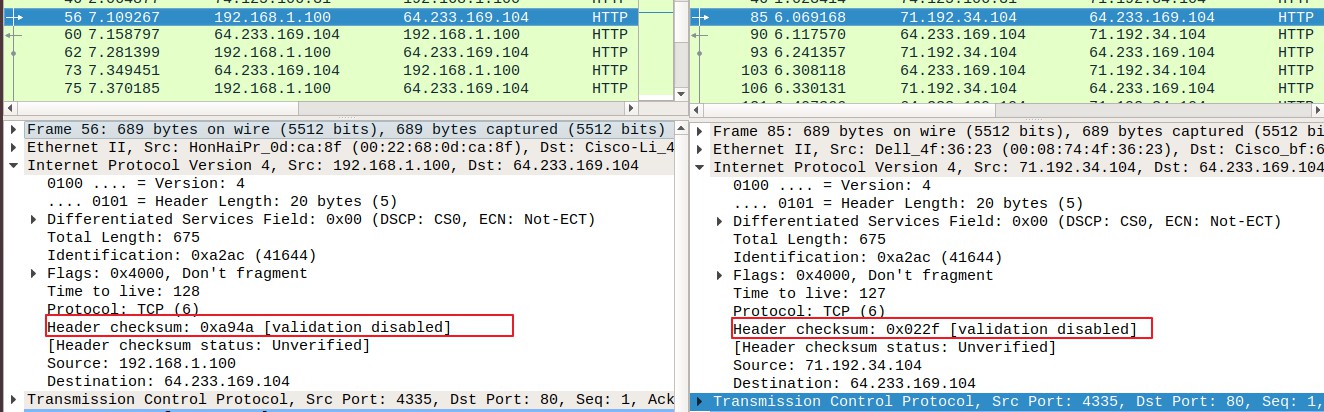 56 7.109267 192.168.1.100 64.233.169.104 HTTP
60 7.158797 64.233.169.104 192.168.1.100 HTTP
62 7.281399 192.168.1.100 64.233.169.104 HTTP
73 7.349451 64.233.169.104 192.168.1.100 HTTP
75 7.370185 192.168.1.100 64.233.169.104 HTTP
Frame 56: 689 bytes on wire (5512 bits), 689 bytes captured (5512 bits)
Ethernet II, Src: HonHaiPr_0d:ca:8f (00:22:68:0d:ca:8f), Dst: Cisco-Li_4
Internet Protocol Version 4, Src: 192.168.1.100, Dst: 64.233.169.104
0100 .... = Version: 4
.... 0101 = Header Length: 20 bytes (5)
Differentiated Services Field: 0x00 (DSCP: CS0, ECN: Not-ECT)
Total Length: 675
Identification: 0xa2ac (41644)
Flags: 0x4000, Don't fragment
Time to live: 128
Protocol: TCP (6)
Header checksum: 0xa94a [validation disabled]
[Header checksum status: Unverified]
Source: 192.168.1.100
Destination: 64.233.169.104
Transmission Control Protocol, Src Port: 4335, Dst Port: 80, Seq: 1, Ack
85 6.069168 71.192.34.104 64.233.169.104 HTTP
90 6.117570 64.233.169.104 71.192.34.104 HTTP
93 6.241357 71.192.34.104 64.233.169.104 HTTP
103 6.308118 64.233.169.104 71.192.34.104 HTTP
106 6.330131 71.192.34.104 64.233.169.104 HTTP
Frame 85: 689 bytes on wire (5512 bits), 689 bytes captured (5512 bi
Ethernet II, Src: Dell_4f:36:23 (00:08:74:4f:36:23), Dst: Cisco_bf:6
Internet Protocol Version 4, Src: 71.192.34.104, Dst: 64.233.169.104
0100 .... = Version: 4
.... 0101 = Header Length: 20 bytes (5)
Differentiated Services Field: 0x00 (DSCP: CS0, ECN: Not-ECT)
Total Length: 675
Identification: 0xa2ac (41644)
Flags: 0x4000, Don't fragment
Time to live: 127
Protocol: TCP (6)
Header checksum: 0x022f [validation disabled]
[Header checksum status: Unverified]
Source: 71.192.34.104
Destination: 64.233.169.104
Transmission Control Protocol, Src Port: 4335, Dst Port: 80, Seq: 1,